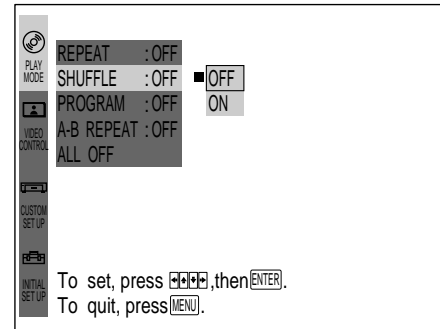 PLAY
MODE
REPEAT : OFF
SHUFFLE : OFF
PROGRAM : OFF
A-B REPEAT : OFF
ALL OFF
OFF
ON
VIDEO
CONTROL
CUSTOM
SET UP
INITIAL
SET UP
To set, press ,then ENTER.
To quit, press MENU.